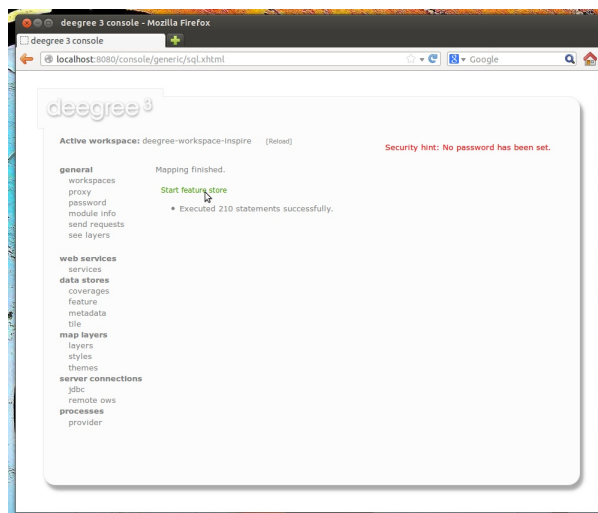 deegree 3 console - Mozilla Firefox
deegree 3 console
localhost:8080/console/generic/sql.xhtml
Google
deegree 3
Active workspace: deegree-workspace-inspire [Reload]
Security hint: No password has been set.
general
workspaces
proxy
password
module info
send requests
see layers
web services
services
data stores
coverages
feature
metadata
tile
map layers
layers
styles
themes
server connections
jdbc
remote ows
processes
provider
Mapping finished.
Start feature store
Executed 210 statements successfully.